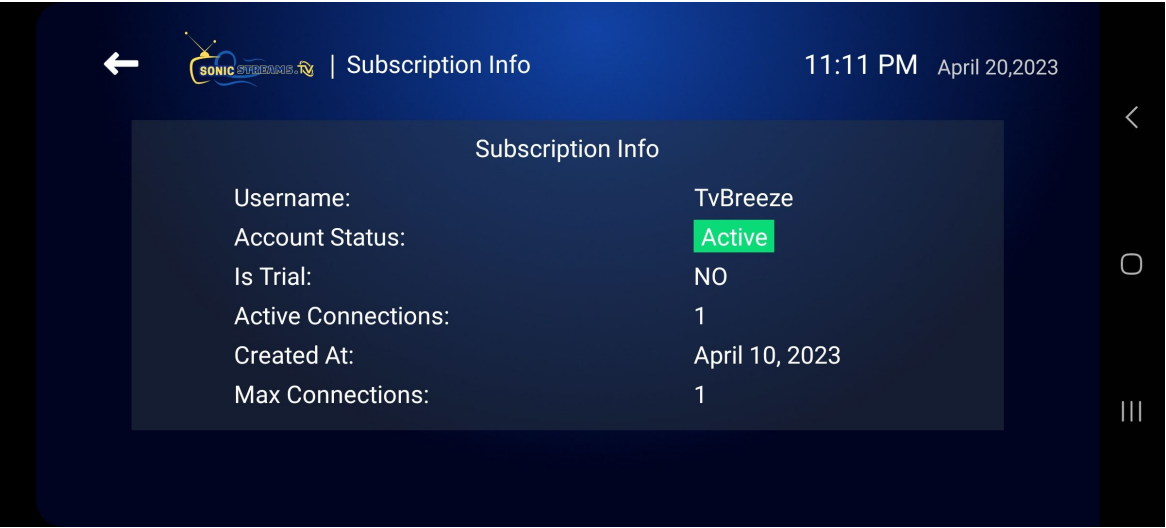 SONIC STREAMS.TV | Subscription Info 11:11 PM April 20,2023
Subscription Info
Username: TvBreeze
Account Status: Active
Is Trial: NO
Active Connections: 1
Created At: April 10, 2023
Max Connections: 1